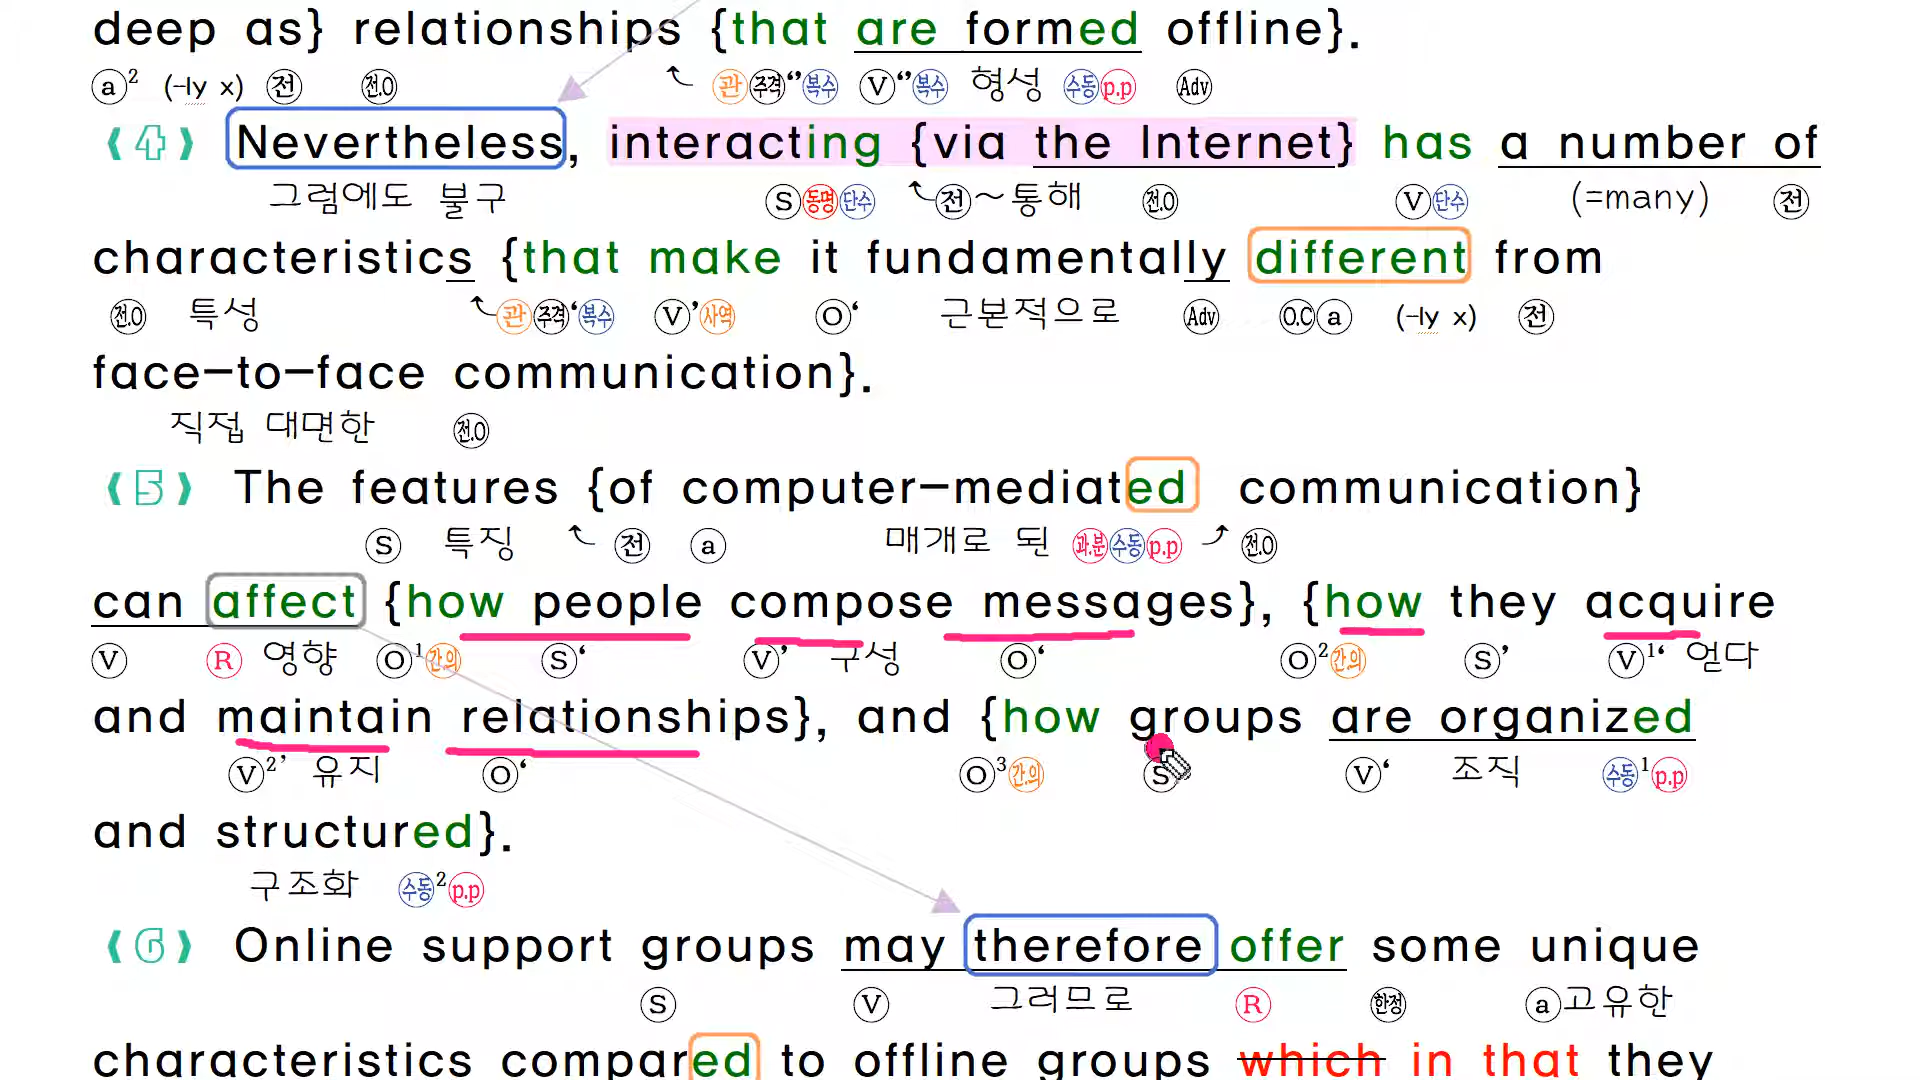 deep as} relationships {that are formed offline}.
ⓐ² (-ly x) 전 전.O 관 주격 “ 복수 Ⓥ “ 복수 형성 수동 p.p Adv
(4) Nevertheless, interacting {via the Internet} has a number of
그럼에도 불구 Ⓢ 동명 단수 전 ~통해 전.O Ⓥ 단수 (=many) 전
characteristics {that make it fundamentally different from
전.O 특성 관 주격 ‘ 복수 Ⓥ’ 사역 Ⓞ‘ 근본적으로 Adv O.C ⓐ (-ly x) 전
face-to-face communication}.
직접 대면한 전.O
(5) The features {of computer-mediated communication}
Ⓢ 특징 전 ⓐ 매개로 된 과.분 수동 p.p 전.O
can affect {how people compose messages}, {how they acquire
Ⓥ Ⓡ 영향 Ⓞ¹ 간의 Ⓢ‘ Ⓥ’ 구성 Ⓞ‘ Ⓞ² 간의 Ⓢ’ Ⓥ¹‘ 얻다
and maintain relationships}, and {how groups are organized
Ⓥ²’ 유지 Ⓞ‘ Ⓞ³ 간의 Ⓢ Ⓥ‘ 조직 수동¹ p.p
and structured}.
구조화 수동² p.p
(6) Online support groups may therefore offer some unique
Ⓢ Ⓥ 그러므로 Ⓡ 한정 ⓐ 고유한
characteristics compared to offline groups which in that they